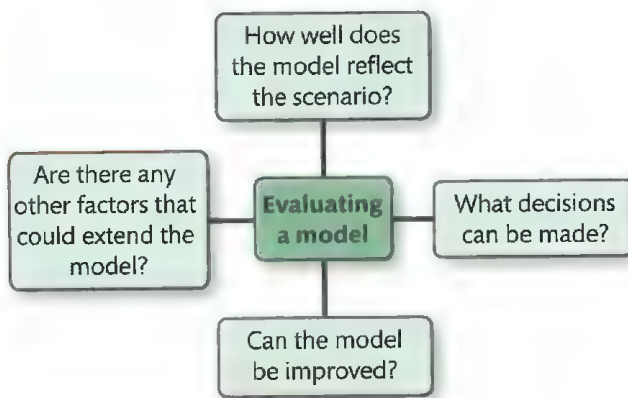 How well does
the model reflect
the scenario?
Are there any
other factors that
could extend the
model?
Evaluating
a model
What decisions
can be made?
Can the model
be improved?